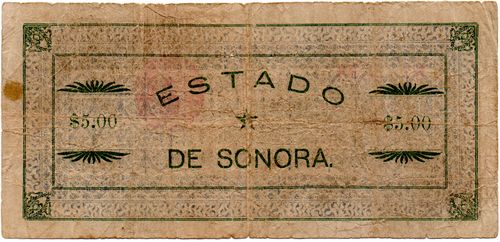 ESTADO
$5.00 $5.00
DE SONORA.